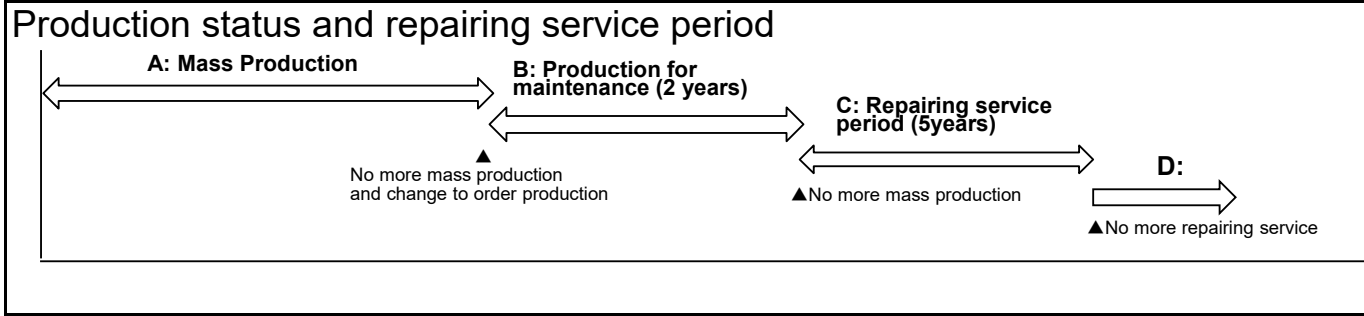 Production status and repairing service period
A: Mass Production
B: Production for
maintenance (2 years)
C: Repairing service
period (5years)
D:
▲
No more mass production
and change to order production
▲No more mass production
▲No more repairing service